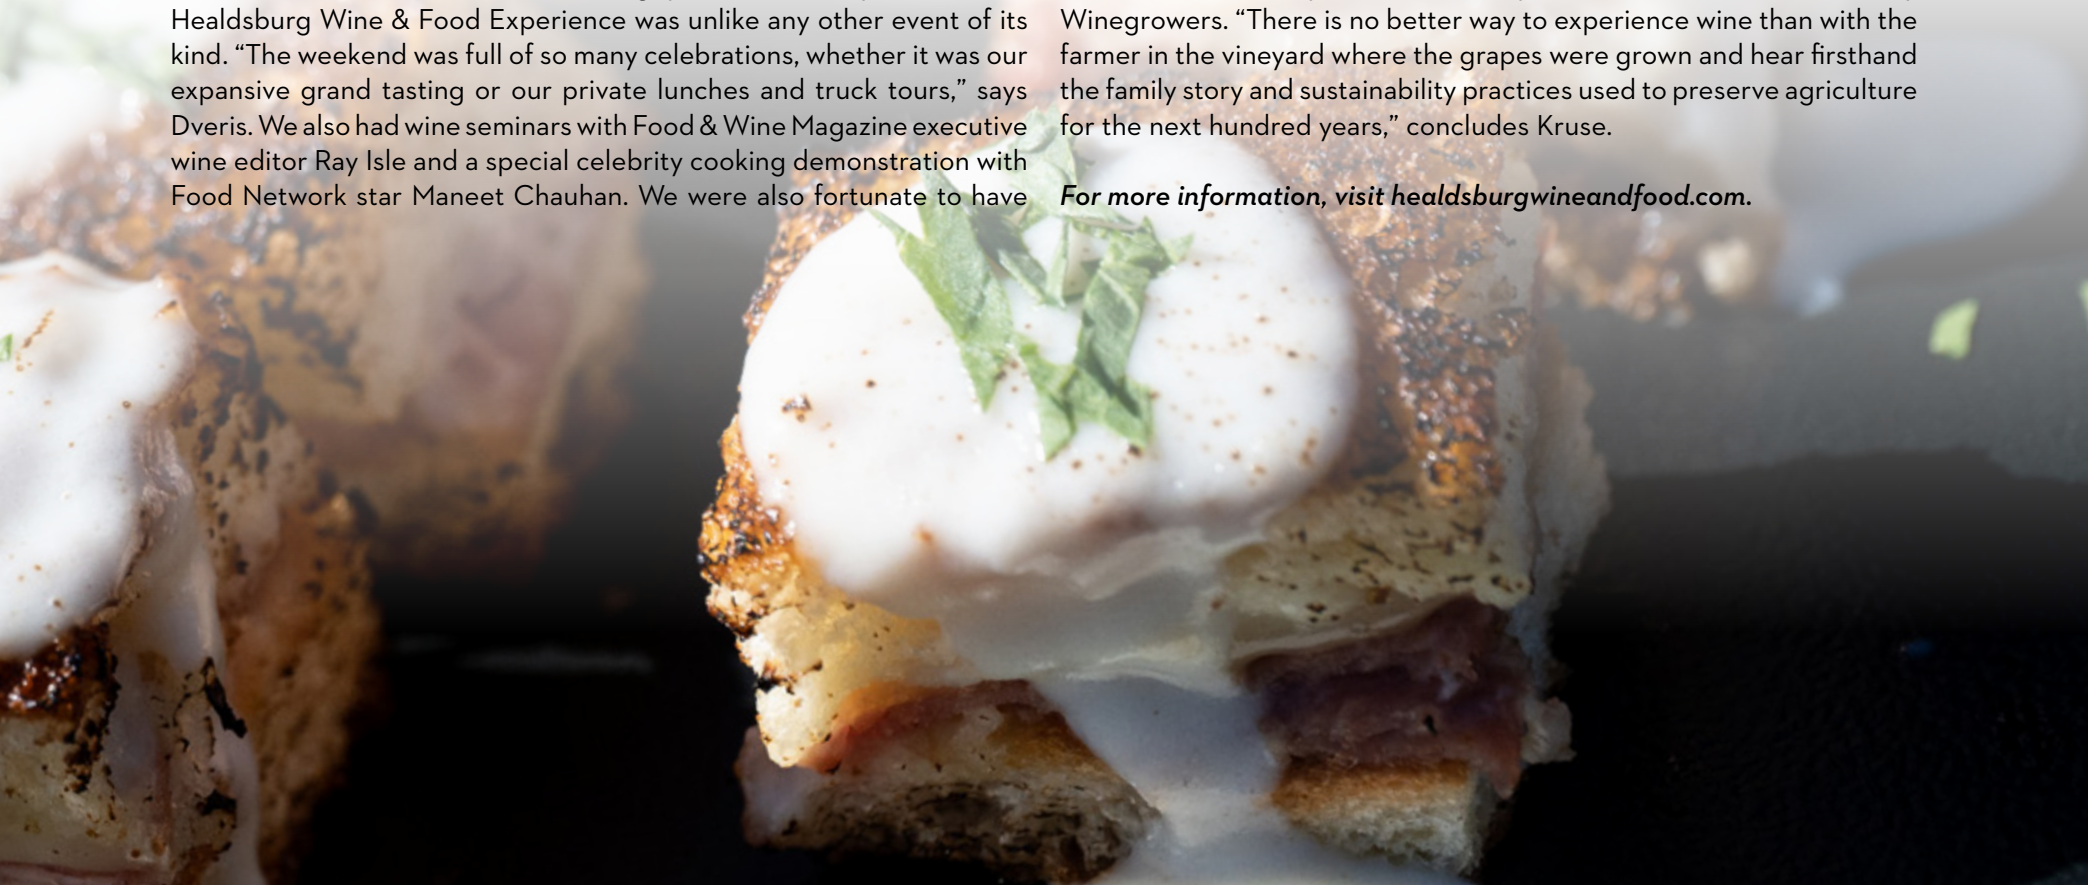 Healdsburg Wine & Food Experience was unlike any other event of its
kind. “The weekend was full of so many celebrations, whether it was our
expansive grand tasting or our private lunches and truck tours,” says
Dveris. We also had wine seminars with Food & Wine Magazine executive
wine editor Ray Isle and a special celebrity cooking demonstration with
Food Network star Maneet Chauhan. We were also fortunate to have
Winegrowers. “There is no better way to experience wine than with the
farmer in the vineyard where the grapes were grown and hear firsthand
the family story and sustainability practices used to preserve agriculture
for the next hundred years,” concludes Kruse.
For more information, visit healdsburgwineandfood.com.